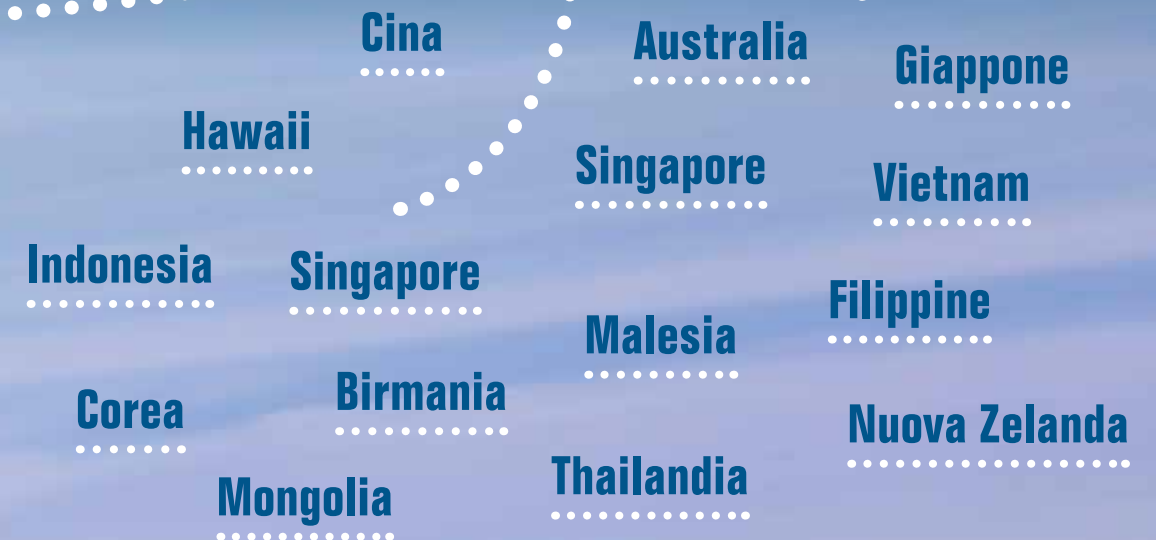 Cina
Australia
Giappone
Hawaii
Singapore
Vietnam
Indonesia
Singapore
Filippine
Malesia
Birmania
Corea
Nuova Zelanda
Thailandia
Mongolia